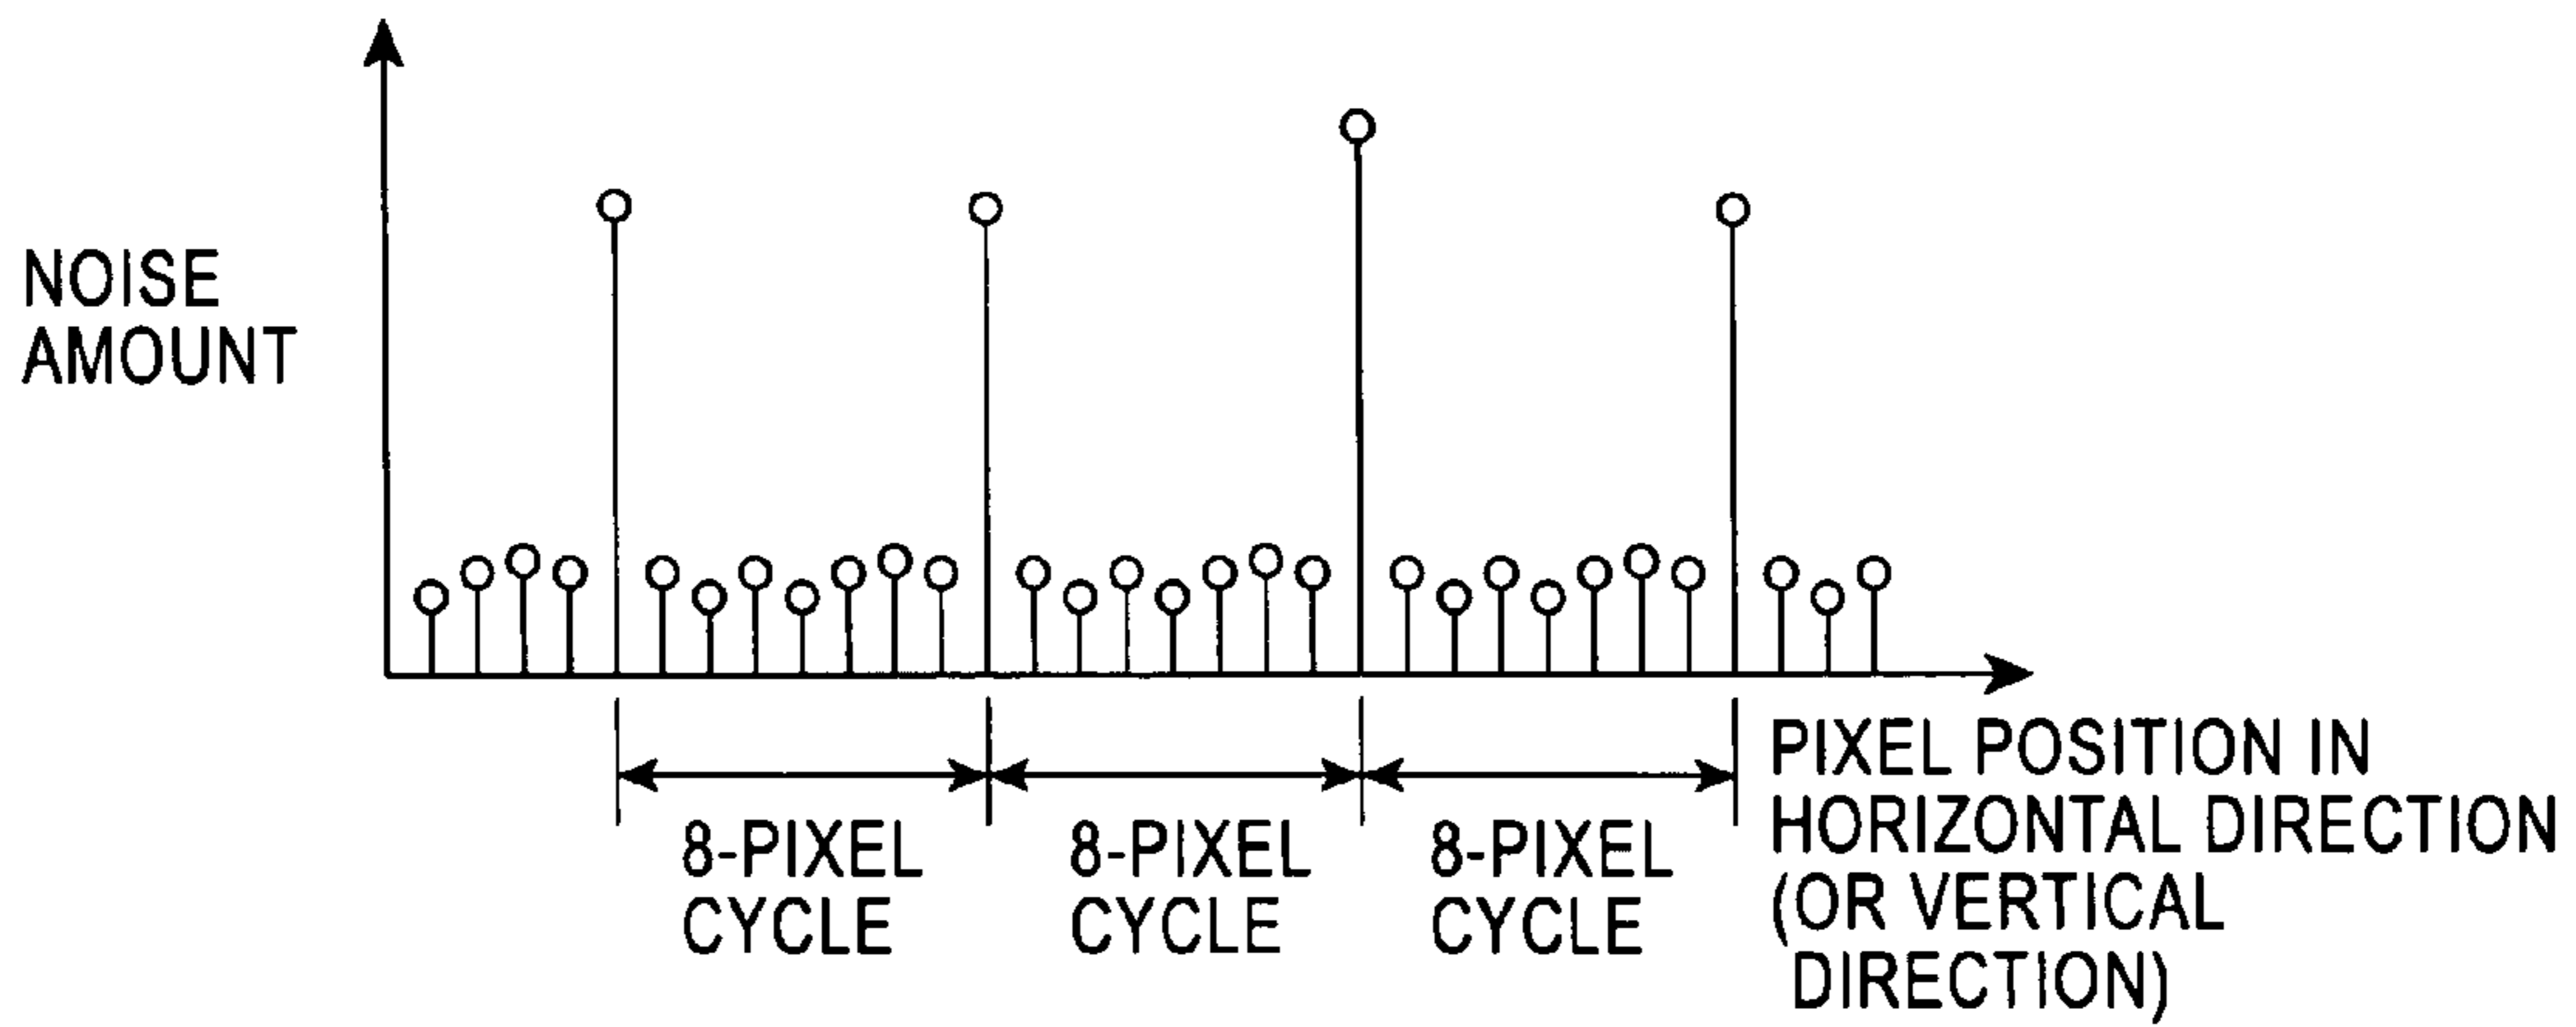 NOISE
AMOUNT
8-PIXEL
CYCLE
8-PIXEL
CYCLE
8-PIXEL
CYCLE
PIXEL POSITION IN
HORIZONTAL DIRECTION
(OR VERTICAL
DIRECTION)